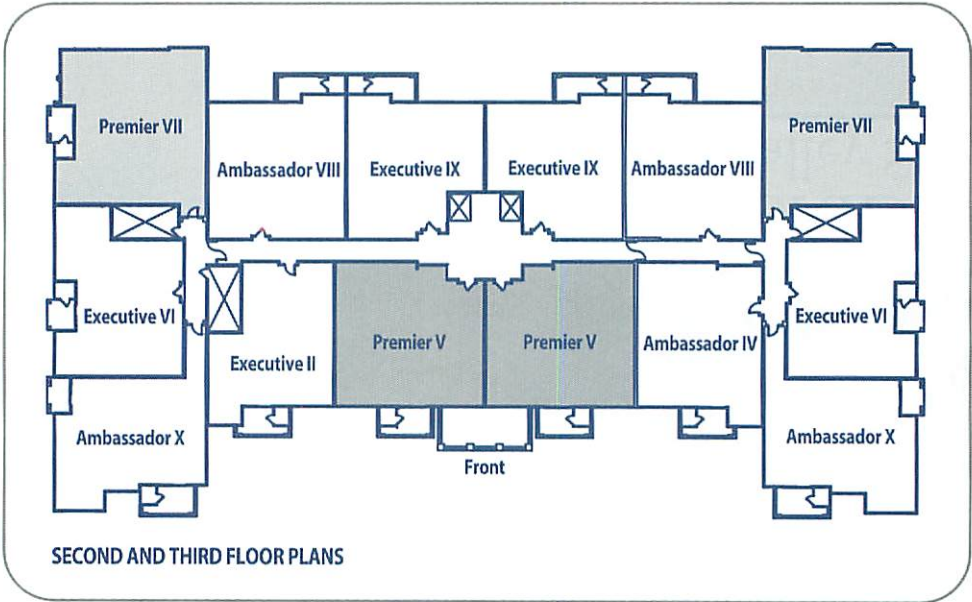 Premier VII
Premier VII
Ambassador VIII
Executive IX
Executive IX
Ambassador VIII
Executive VI
Executive VI
Executive II
Premier V
Premier V
Ambassador IV
Ambassador X
Ambassador X
Front
SECOND AND THIRD FLOOR PLANS